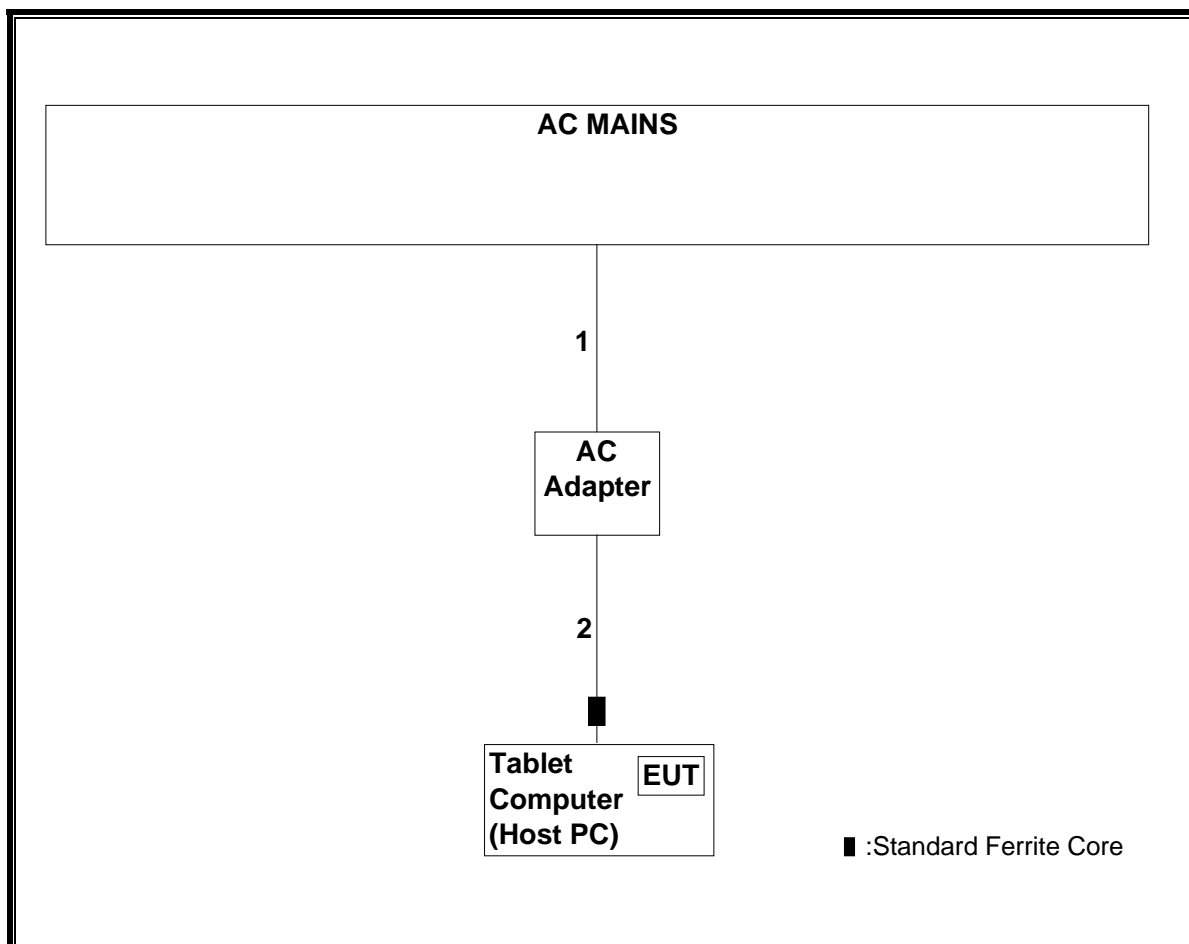 AC MAINS
1
AC
Adapter
2
Tablet
Computer
(Host PC)
EUT
:Standard Ferrite Core